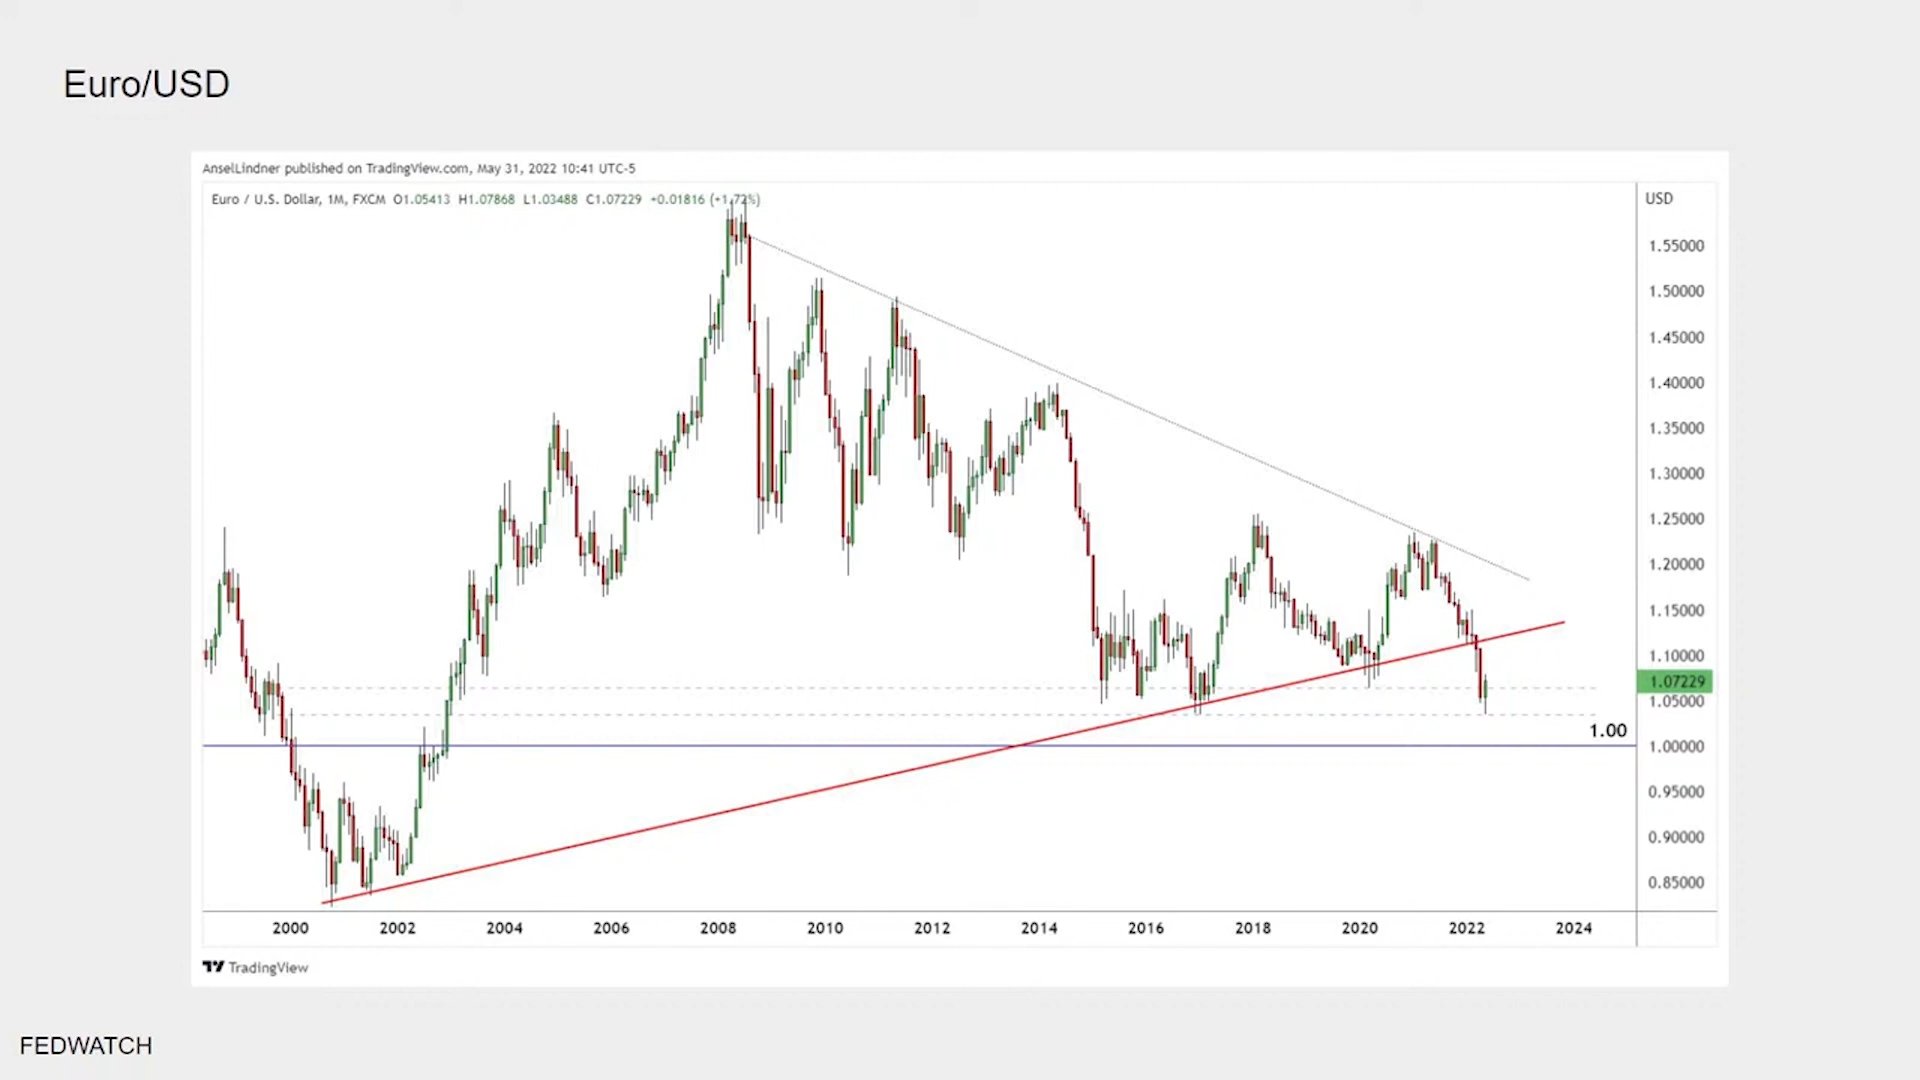 Euro/USD
AnselLindner published on TradingView.com, May 31, 2022 10:41 UTC-5
Euro / U.S. Dollar, 1M, FXCM O1.05413 H1.07868 L1.03488 C1.07229 +0.01816 (+1.72%)
USD
1.55000
1.50000
1.45000
1.40000
1.35000
1.30000
1.25000
1.20000
1.15000
1.10000
1.07229
1.05000
1.00
1.00000
0.95000
0.90000
0.85000
2000 2002 2004 2006 2008 2010 2012 2014 2016 2018 2020 2022 2024
TradingView
FEDWATCH